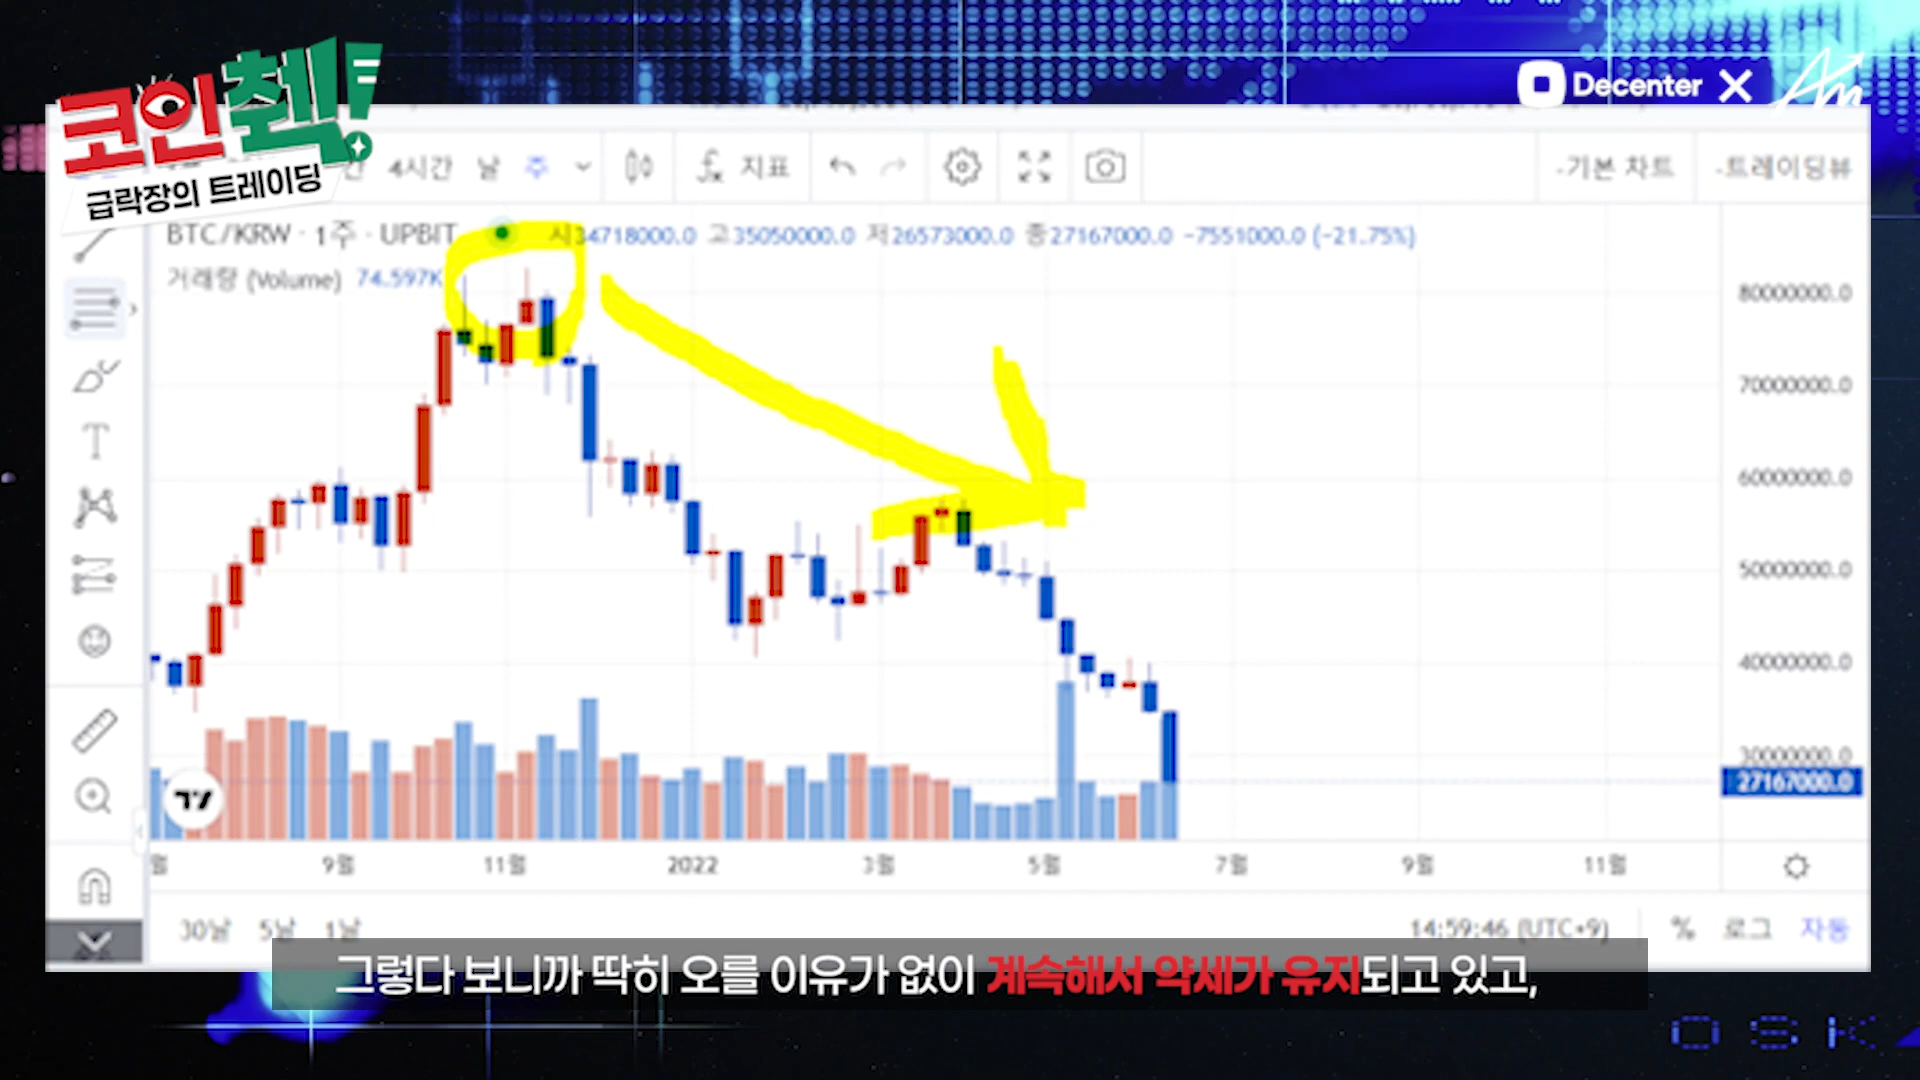 코인첵!
급락장의 트레이딩
Decenter X An
4시간 날 주
지표
-기본 차트
-트레이딩뷰
BTC/KRW · 1주 · UPBIT
시34718000.0 고35050000.0 저26573000.0 종27167000.0 -7551000.0 (-21.75%)
거래량 (Volume) 74.597K
80000000.0
70000000.0
60000000.0
50000000.0
40000000.0
30000000.0
27167000.0
9월 11월 2022 3월 5월 7월 9월 11월
30날 5날 1날
14:59:46 (UTC+9) % 로그 자동
그렇다 보니까 딱히 오를 이유가 없이 계속해서 약세가 유지되고 있고,
OSK